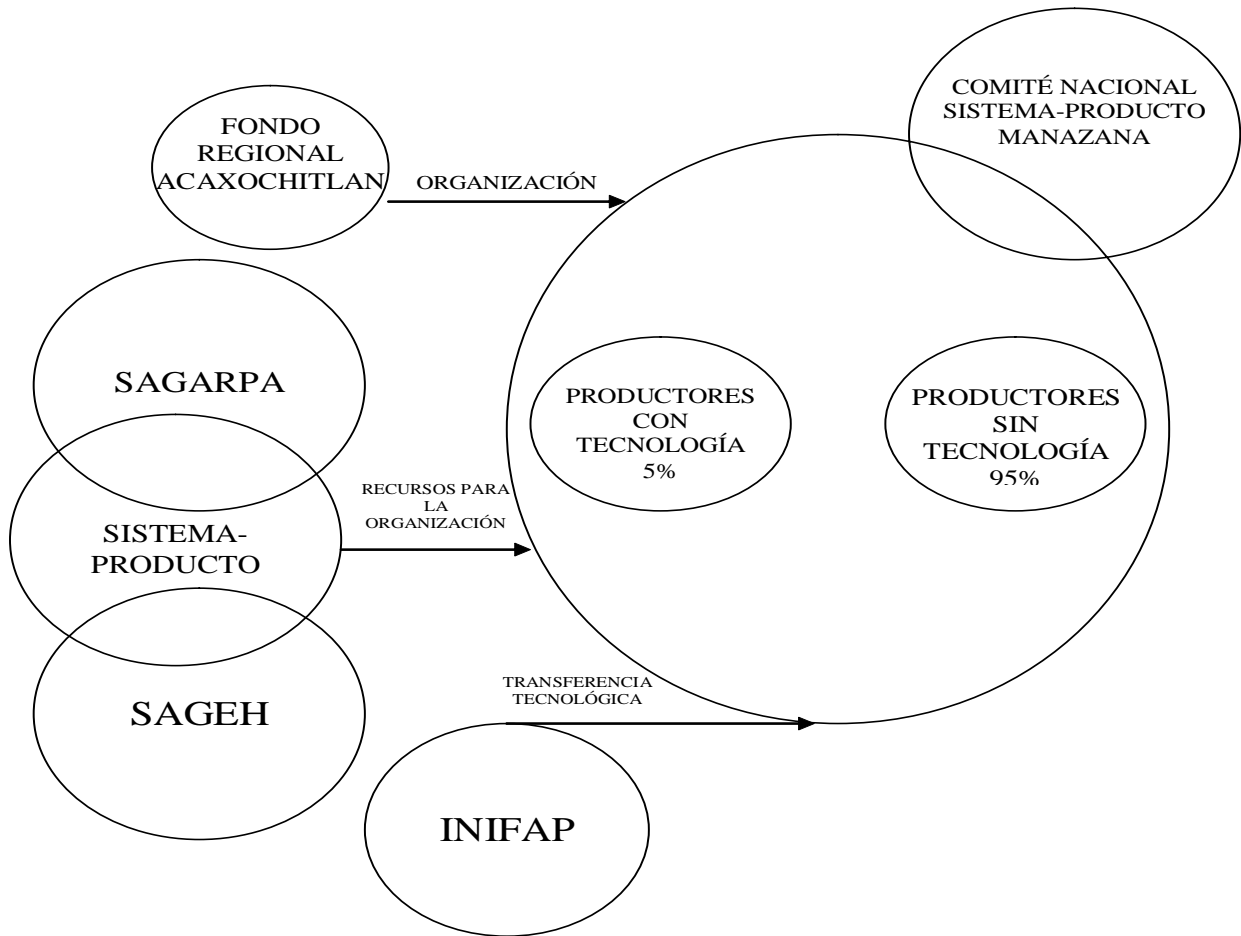 FONDO
REGIONAL
ACAXOCHITLAN
ORGANIZACIÓN
COMITÉ NACIONAL
SISTEMA-PRODUCTO
MANAZANA
SAGARPA
SISTEMA-
PRODUCTO
SAGEH
RECURSOS PARA
LA
ORGANIZACIÓN
PRODUCTORES
CON
TECNOLOGÍA
5%
PRODUCTORES
SIN
TECNOLOGÍA
95%
TRANSFERENCIA
TECNOLÓGICA
INIFAP